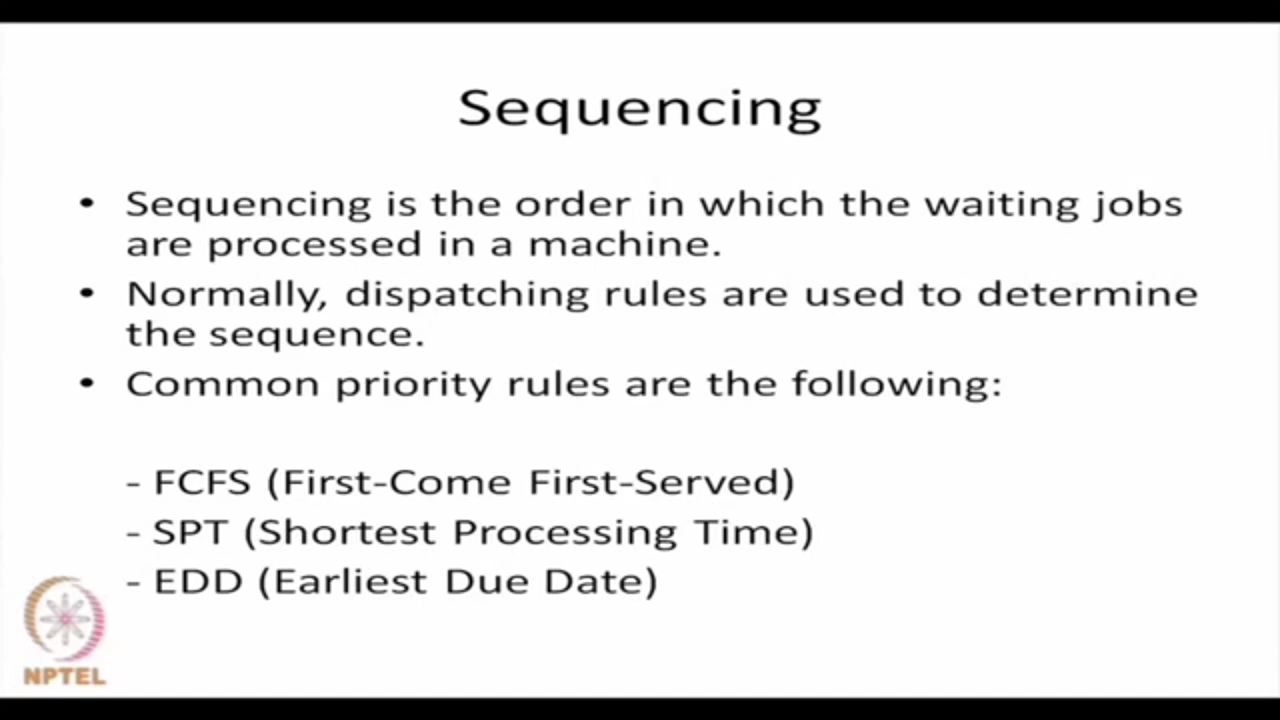 Sequencing
• Sequencing is the order in which the waiting jobs
are processed in a machine.
• Normally, dispatching rules are used to determine
the sequence.
• Common priority rules are the following:
- FCFS (First-Come First-Served)
- SPT (Shortest Processing Time)
- EDD (Earliest Due Date)
NPTEL